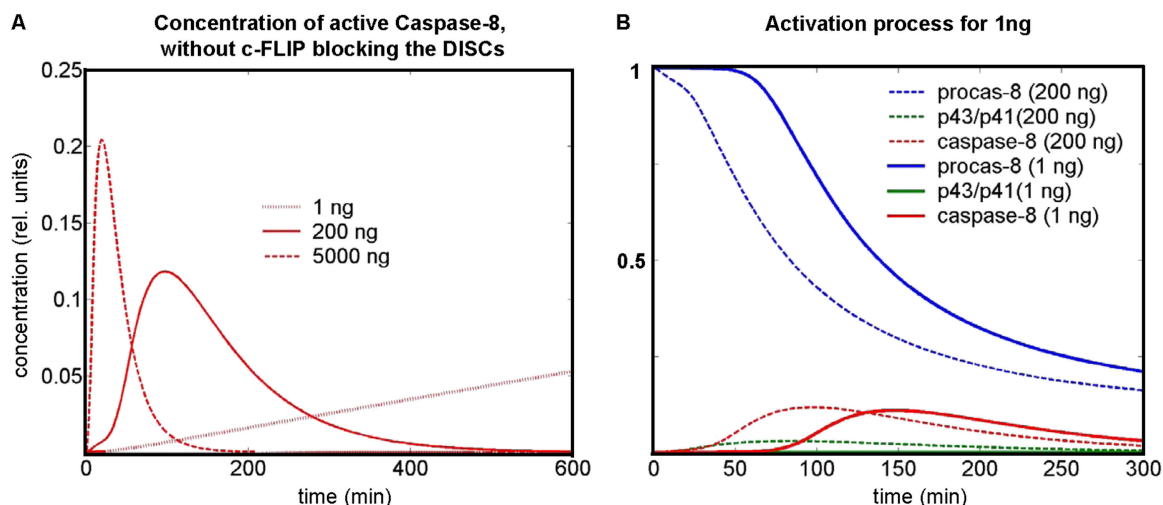 A
Concentration of active Caspase-8,
without c-FLIP blocking the DISCs
0.25
0.2
0.15
0.1
0.05
concentration (rel. units)
1 ng
200 ng
5000 ng
0
200
400
600
time (min)
B
Activation process for 1ng
1
0.5
procas-8 (200 ng)
p43/p41(200 ng)
caspase-8 (200 ng)
procas-8 (1 ng)
p43/p41(1 ng)
caspase-8 (1 ng)
0
50
100
150
200
250
300
time (min)